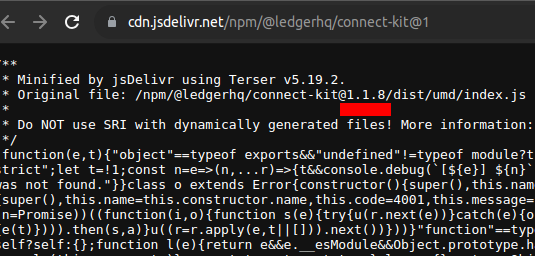 cdn.jsdelivr.net/npm/@ledgerhq/connect-kit@1
/**
* Minified by jsDelivr using Terser v5.19.2.
* Original file: /npm/@ledgerhq/connect-kit@1.1.8/dist/umd/index.js
*
* Do NOT use SRI with dynamically generated files! More information:
*/
function(e,t){"object"==typeof exports&&"undefined"!=typeof module?t
strict";let t=!1;const n=e=>(n,...r)=>{t&&console.debug(`[${e}] ${n}`
was not found."}}class o extends Error{constructor(){super(),this.name
{super(),this.name=this.constructor.name,this.code=4001,this.message=
n=Promise))((function(i,o){function s(e){try{u(r.next(e))}catch(e){o
(e(t)}))).then(s,a)}u((r=r.apply(e,t||[])).next())}))}"function"==typ
self?self:{};function l(e){return e&&e.__esModule&&Object.prototype.h